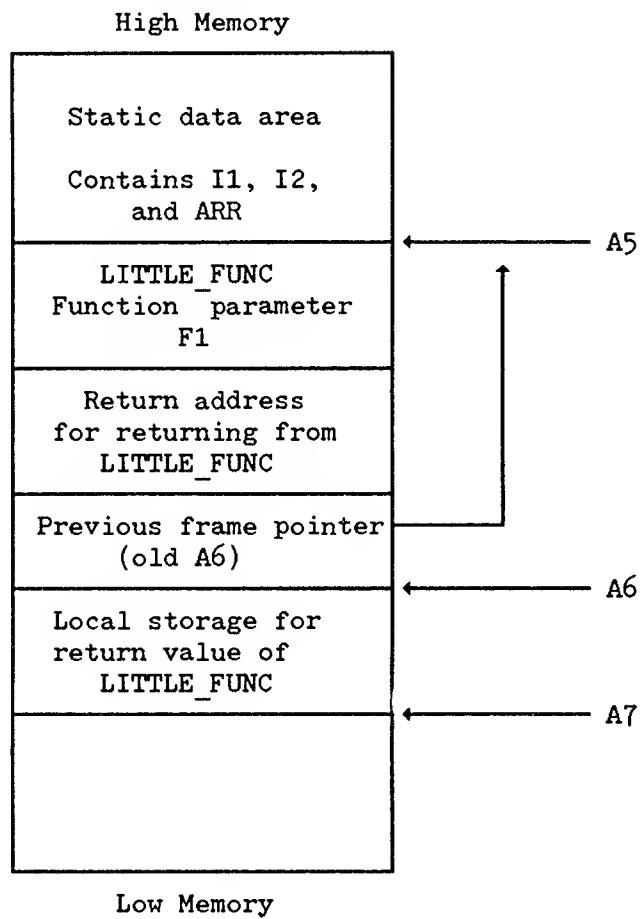 High Memory
Static data area
Contains I1, I2,
and ARR
A5
LITTLE_FUNC
Function parameter
F1
Return address
for returning from
LITTLE_FUNC
Previous frame pointer
(old A6)
A6
Local storage for
return value of
LITTLE_FUNC
A7
Low Memory